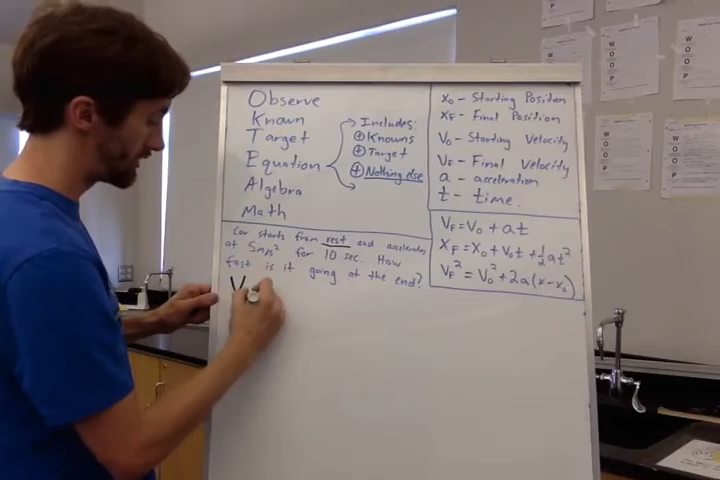 Observe
Known
Target
Equation
Algebra
Math
Includes:
⊕ Knowns
⊕ Target
⊕ Nothing else
x₀ - Starting Position
x_F - Final Position
V₀ - Starting Velocity
V_F - Final Velocity
a - acceleration
t - time.
V_F = V₀ + at
X_F = X₀ + V₀t + ½at²
V_F² = V₀² + 2a(x-x₀)
Car starts from rest and accelerates
at 5m/s² for 10 sec. How
fast is it going at the end?
V
W
O
O
P
W
O
O
P